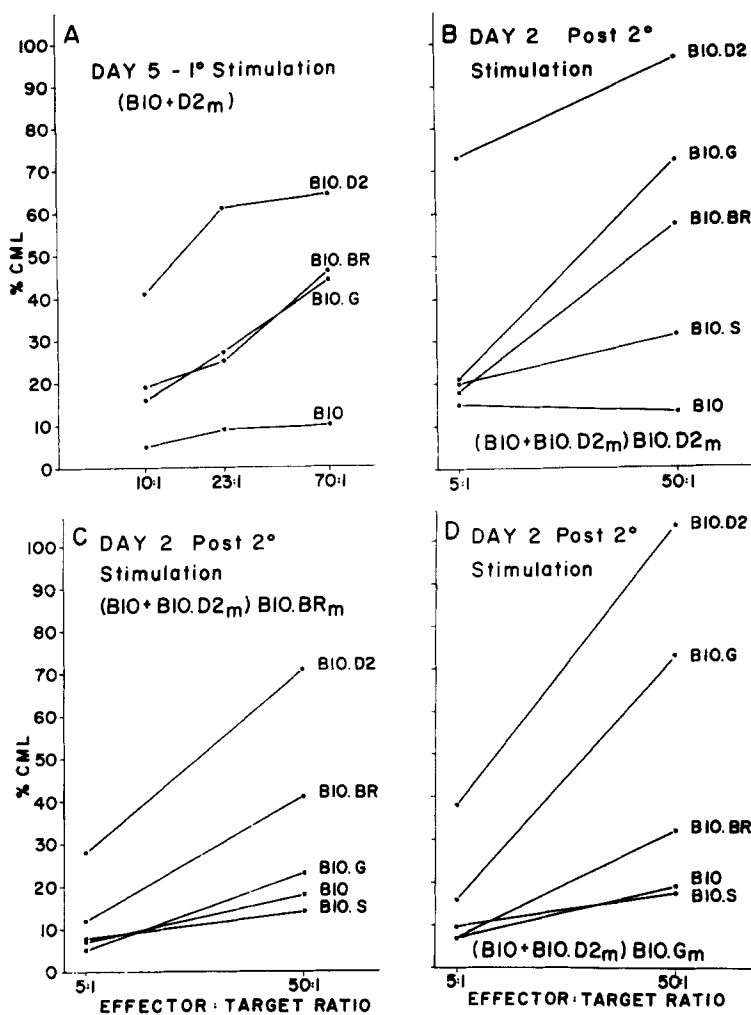 A
DAY 5 - 1° Stimulation
(B10 + D2m)
% CML
100
90
80
70
60
50
40
30
20
10
0
B10.D2
B10.BR
B10.G
B10
10:1
23:1
70:1
B
DAY 2 Post 2°
Stimulation
B10.D2
B10.G
B10.BR
B10.S
B10
(B10 + B10.D2m) B10.D2m
5:1
50:1
C
DAY 2 Post 2°
Stimulation
(B10 + B10.D2m) B10.BRm
% CML
100
90
80
70
60
50
40
30
20
10
0
B10.D2
B10.BR
B10.G
B10
B10.S
5:1
50:1
EFFECTOR : TARGET RATIO
D
DAY 2 Post 2°
Stimulation
B10.D2
B10.G
B10.BR
B10
B10.S
(B10 + B10.D2m) B10.Gm
5:1
50:1
EFFECTOR : TARGET RATIO